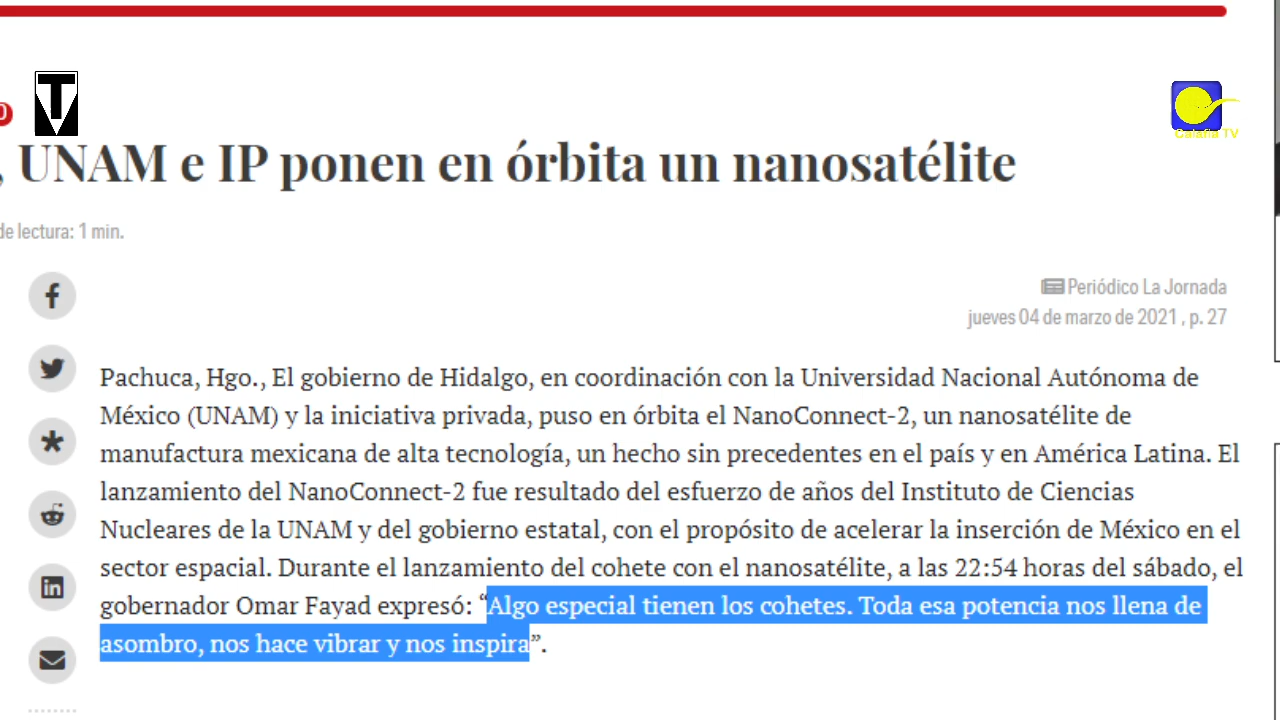 , UNAM e IP ponen en órbita un nanosatélite
Calafia TV
de lectura: 1 min.
Periódico La Jornada
jueves 04 de marzo de 2021 , p. 27
Pachuca, Hgo., El gobierno de Hidalgo, en coordinación con la Universidad Nacional Autónoma de
México (UNAM) y la iniciativa privada, puso en órbita el NanoConnect-2, un nanosatélite de
manufactura mexicana de alta tecnología, un hecho sin precedentes en el país y en América Latina. El
lanzamiento del NanoConnect-2 fue resultado del esfuerzo de años del Instituto de Ciencias
Nucleares de la UNAM y del gobierno estatal, con el propósito de acelerar la inserción de México en el
sector espacial. Durante el lanzamiento del cohete con el nanosatélite, a las 22:54 horas del sábado, el
gobernador Omar Fayad expresó: “Algo especial tienen los cohetes. Toda esa potencia nos llena de
asombro, nos hace vibrar y nos inspira”.